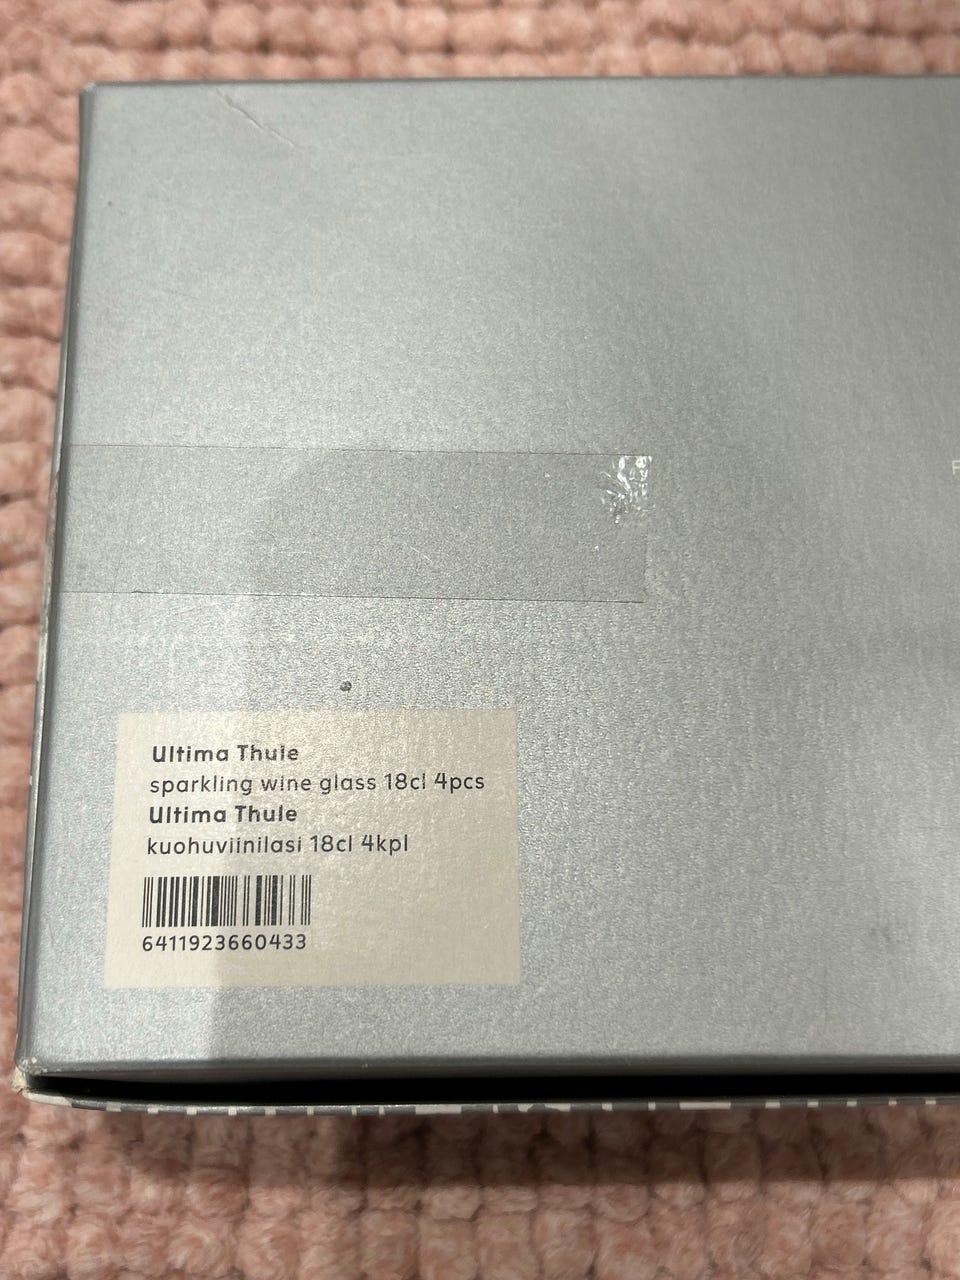 Ultima Thule
sparkling wine glass 18cl 4pcs
Ultima Thule
kuohuviinilasi 18cl 4kpl
6411923660433